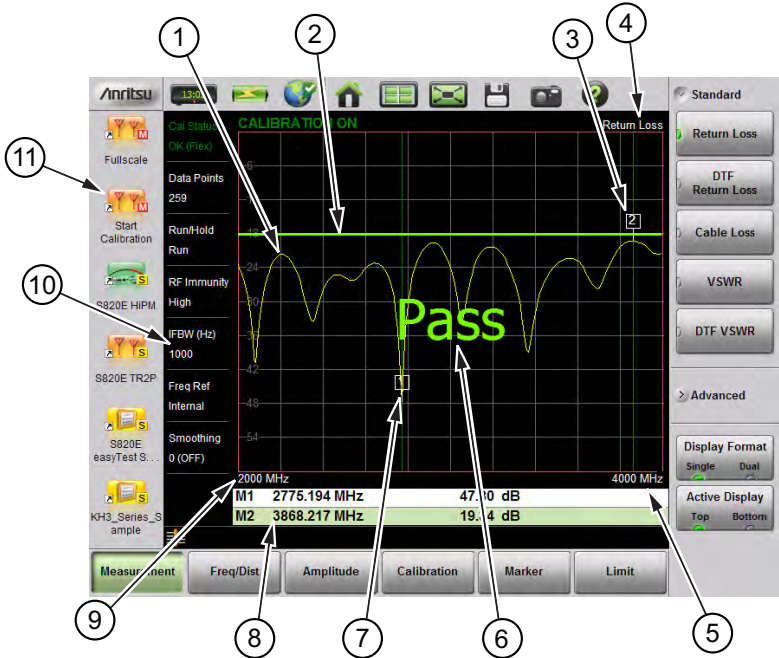 1
2
3
4
Anritsu
Standard
CALIBRATION ON
Return Loss
Cal Status
OK (Flex)
Fullscale
Data Points
259
Start
Calibration
Run/Hold
Run
S820E HiPM
RF Immunity
High
IFBW (Hz)
1000
S820E TR2P
Freq Ref
Internal
S820E
easyTest S...
Smoothing
0 (OFF)
KH3_Series_S
ample
-6
-24
-30
-42
-48
-54
2
1
Pass
2000 MHz
4000 MHz
M1 2775.194 MHz
M2 3868.217 MHz
dB
dB
Return Loss
DTF
Return Loss
Cable Loss
VSWR
DTF VSWR
Advanced
Display Format
Single Dual
Active Display
Top Bottom
Measurement
Freq/Dist
Amplitude
Calibration
Marker
Limit
11
10
9
8
7
6
5